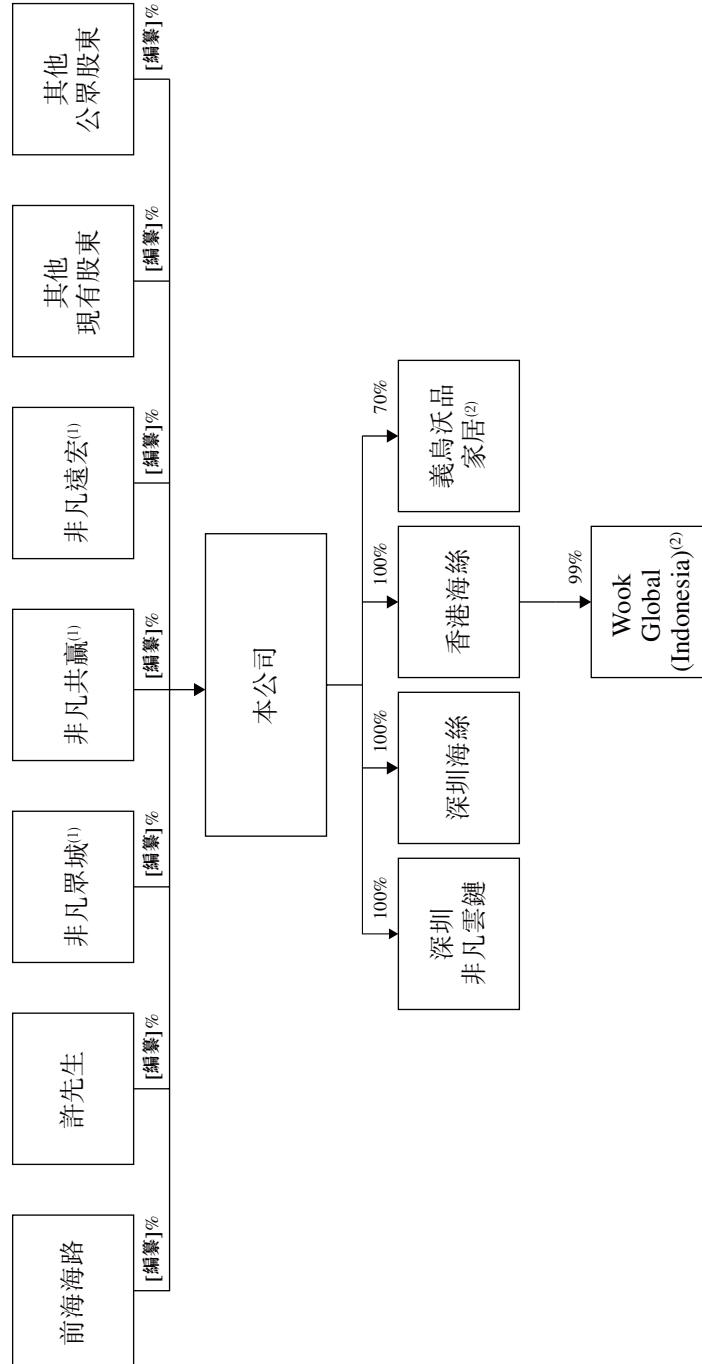 前海海路
許先生
非凡眾城(1)
非凡共贏(1)
非凡遠宏(1)
其他
現有股東
其他
公眾股東
[編纂]%
[編纂]%
[編纂]%
[編纂]%
[編纂]%
[編纂]%
[編纂]%
本公司
100%
100%
100%
70%
深圳
非凡雲鏈
深圳海絲
香港海絲
義烏沃品
家居(2)
99%
Wook
Global
(Indonesia)(2)